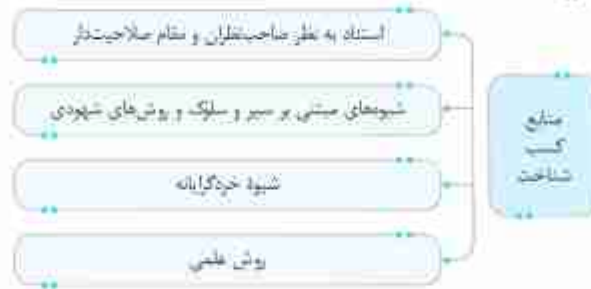 استناد به نظر صاحب‌نظران و مقام صلاحیت‌دار
شیوه‌های مبتنی بر سیر و سلوک و روش‌های شهودی
شیوهٔ خردگرایانه
روش علمی
منابع
کسب
شناخت